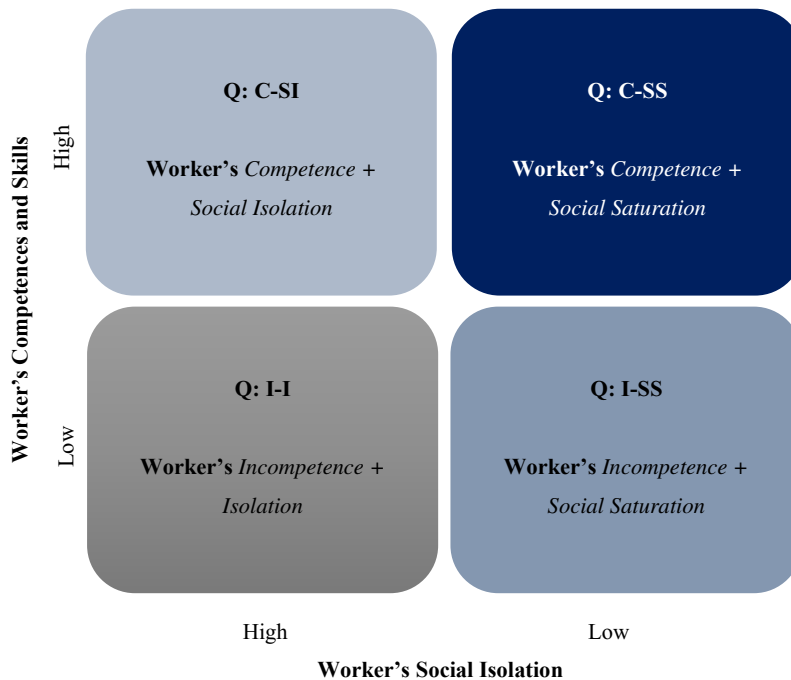 Q: C-SI
Worker's Competence +
Social Isolation
Q: C-SS
Worker's Competence +
Social Saturation
Worker's Competences and Skills
High
Low
Q: I-I
Worker's Incompetence +
Isolation
Q: I-SS
Worker's Incompetence +
Social Saturation
High
Low
Worker's Social Isolation